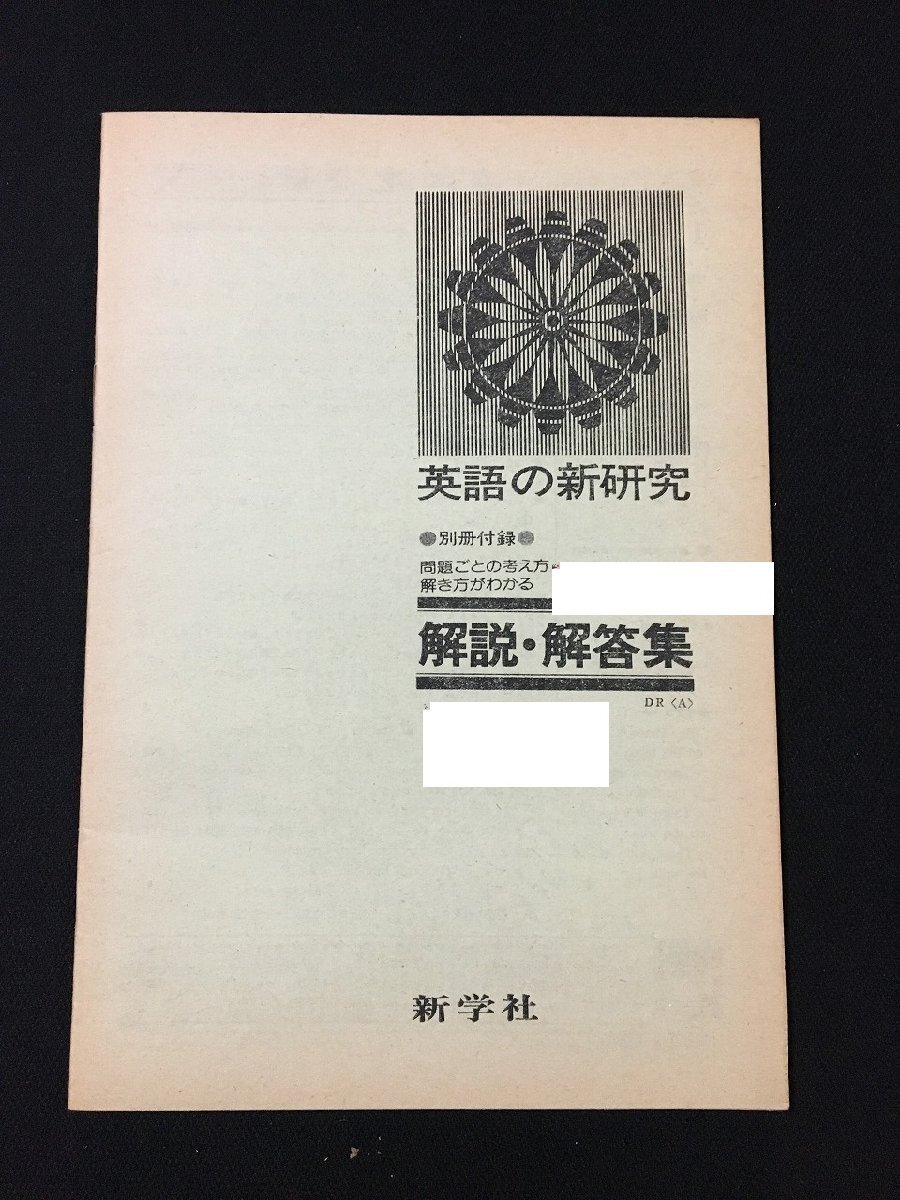 英語の新研究
●別冊付録●
問題ごとの考え方・
解き方がわかる
解説・解答集
DR〈A〉
新学社